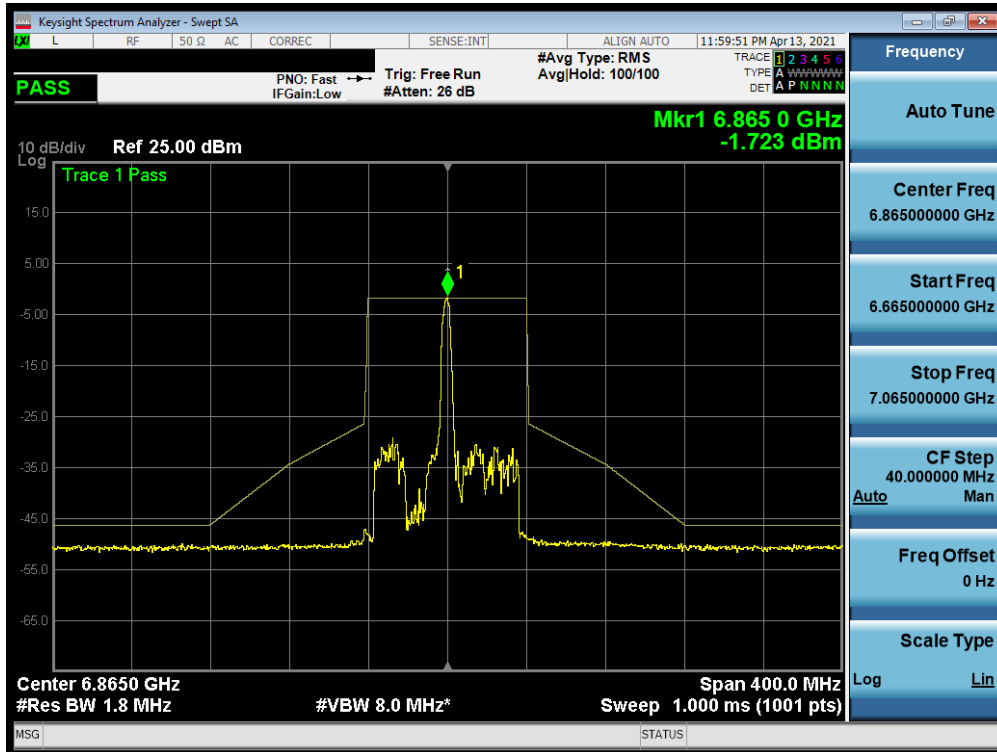 Keysight Spectrum Analyzer - Swept SA
LXI L RF 50 Ω AC CORREC SENSE:INT ALIGN AUTO 11:59:51 PM Apr 13, 2021
PASS
PNO: Fast
IFGain:Low
Trig: Free Run
#Atten: 26 dB
#Avg Type: RMS
Avg|Hold: 100/100
TRACE 1 2 3 4 5 6
TYPE A WWWWW
DET A P N N N N
Mkr1 6.865 0 GHz
-1.723 dBm
10 dB/div Ref 25.00 dBm
Log
Trace 1 Pass
15.0
5.00
1
-5.00
-15.0
-25.0
-35.0
-45.0
-55.0
-65.0
Center 6.8650 GHz Span 400.0 MHz
#Res BW 1.8 MHz #VBW 8.0 MHz* Sweep 1.000 ms (1001 pts)
MSG STATUS
Frequency
Auto Tune
Center Freq
6.865000000 GHz
Start Freq
6.665000000 GHz
Stop Freq
7.065000000 GHz
CF Step
40.000000 MHz
Auto Man
Freq Offset
0 Hz
Scale Type
Log Lin